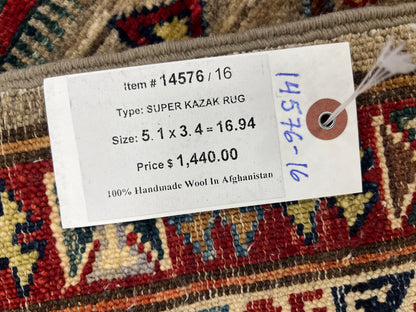 Item # 14576 / 16
Type: SUPER KAZAK RUG
Size: 5. 1 x 3. 4 = 16.94
Price $ 1,440.00
100% Handmade Wool In Afghanistan
14576-16